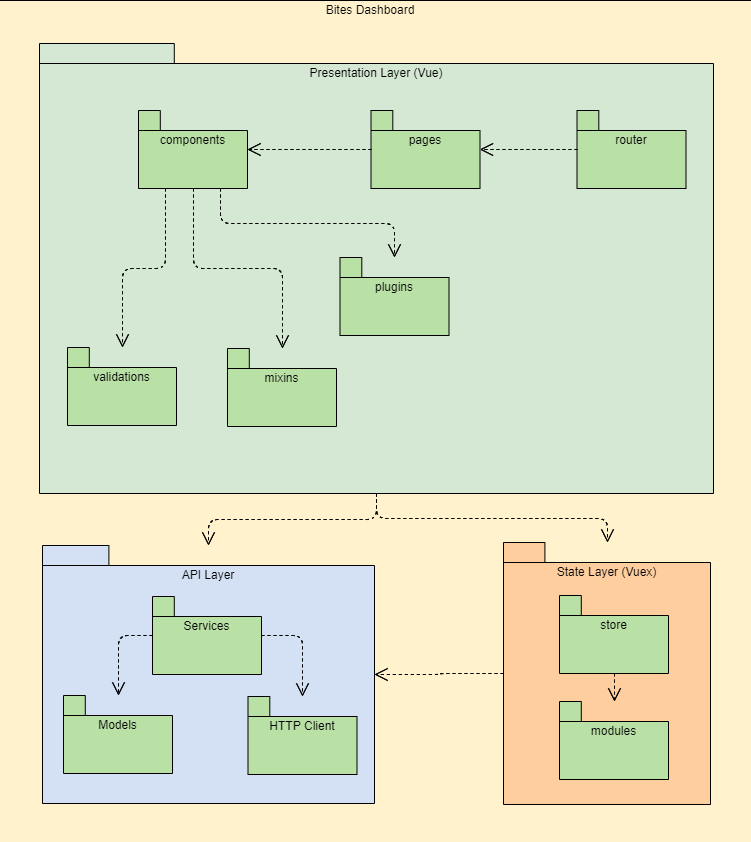 Bites Dashboard
Presentation Layer (Vue)
components
pages
router
plugins
validations
mixins
API Layer
State Layer (Vuex)
Services
store
Models
HTTP Client
modules